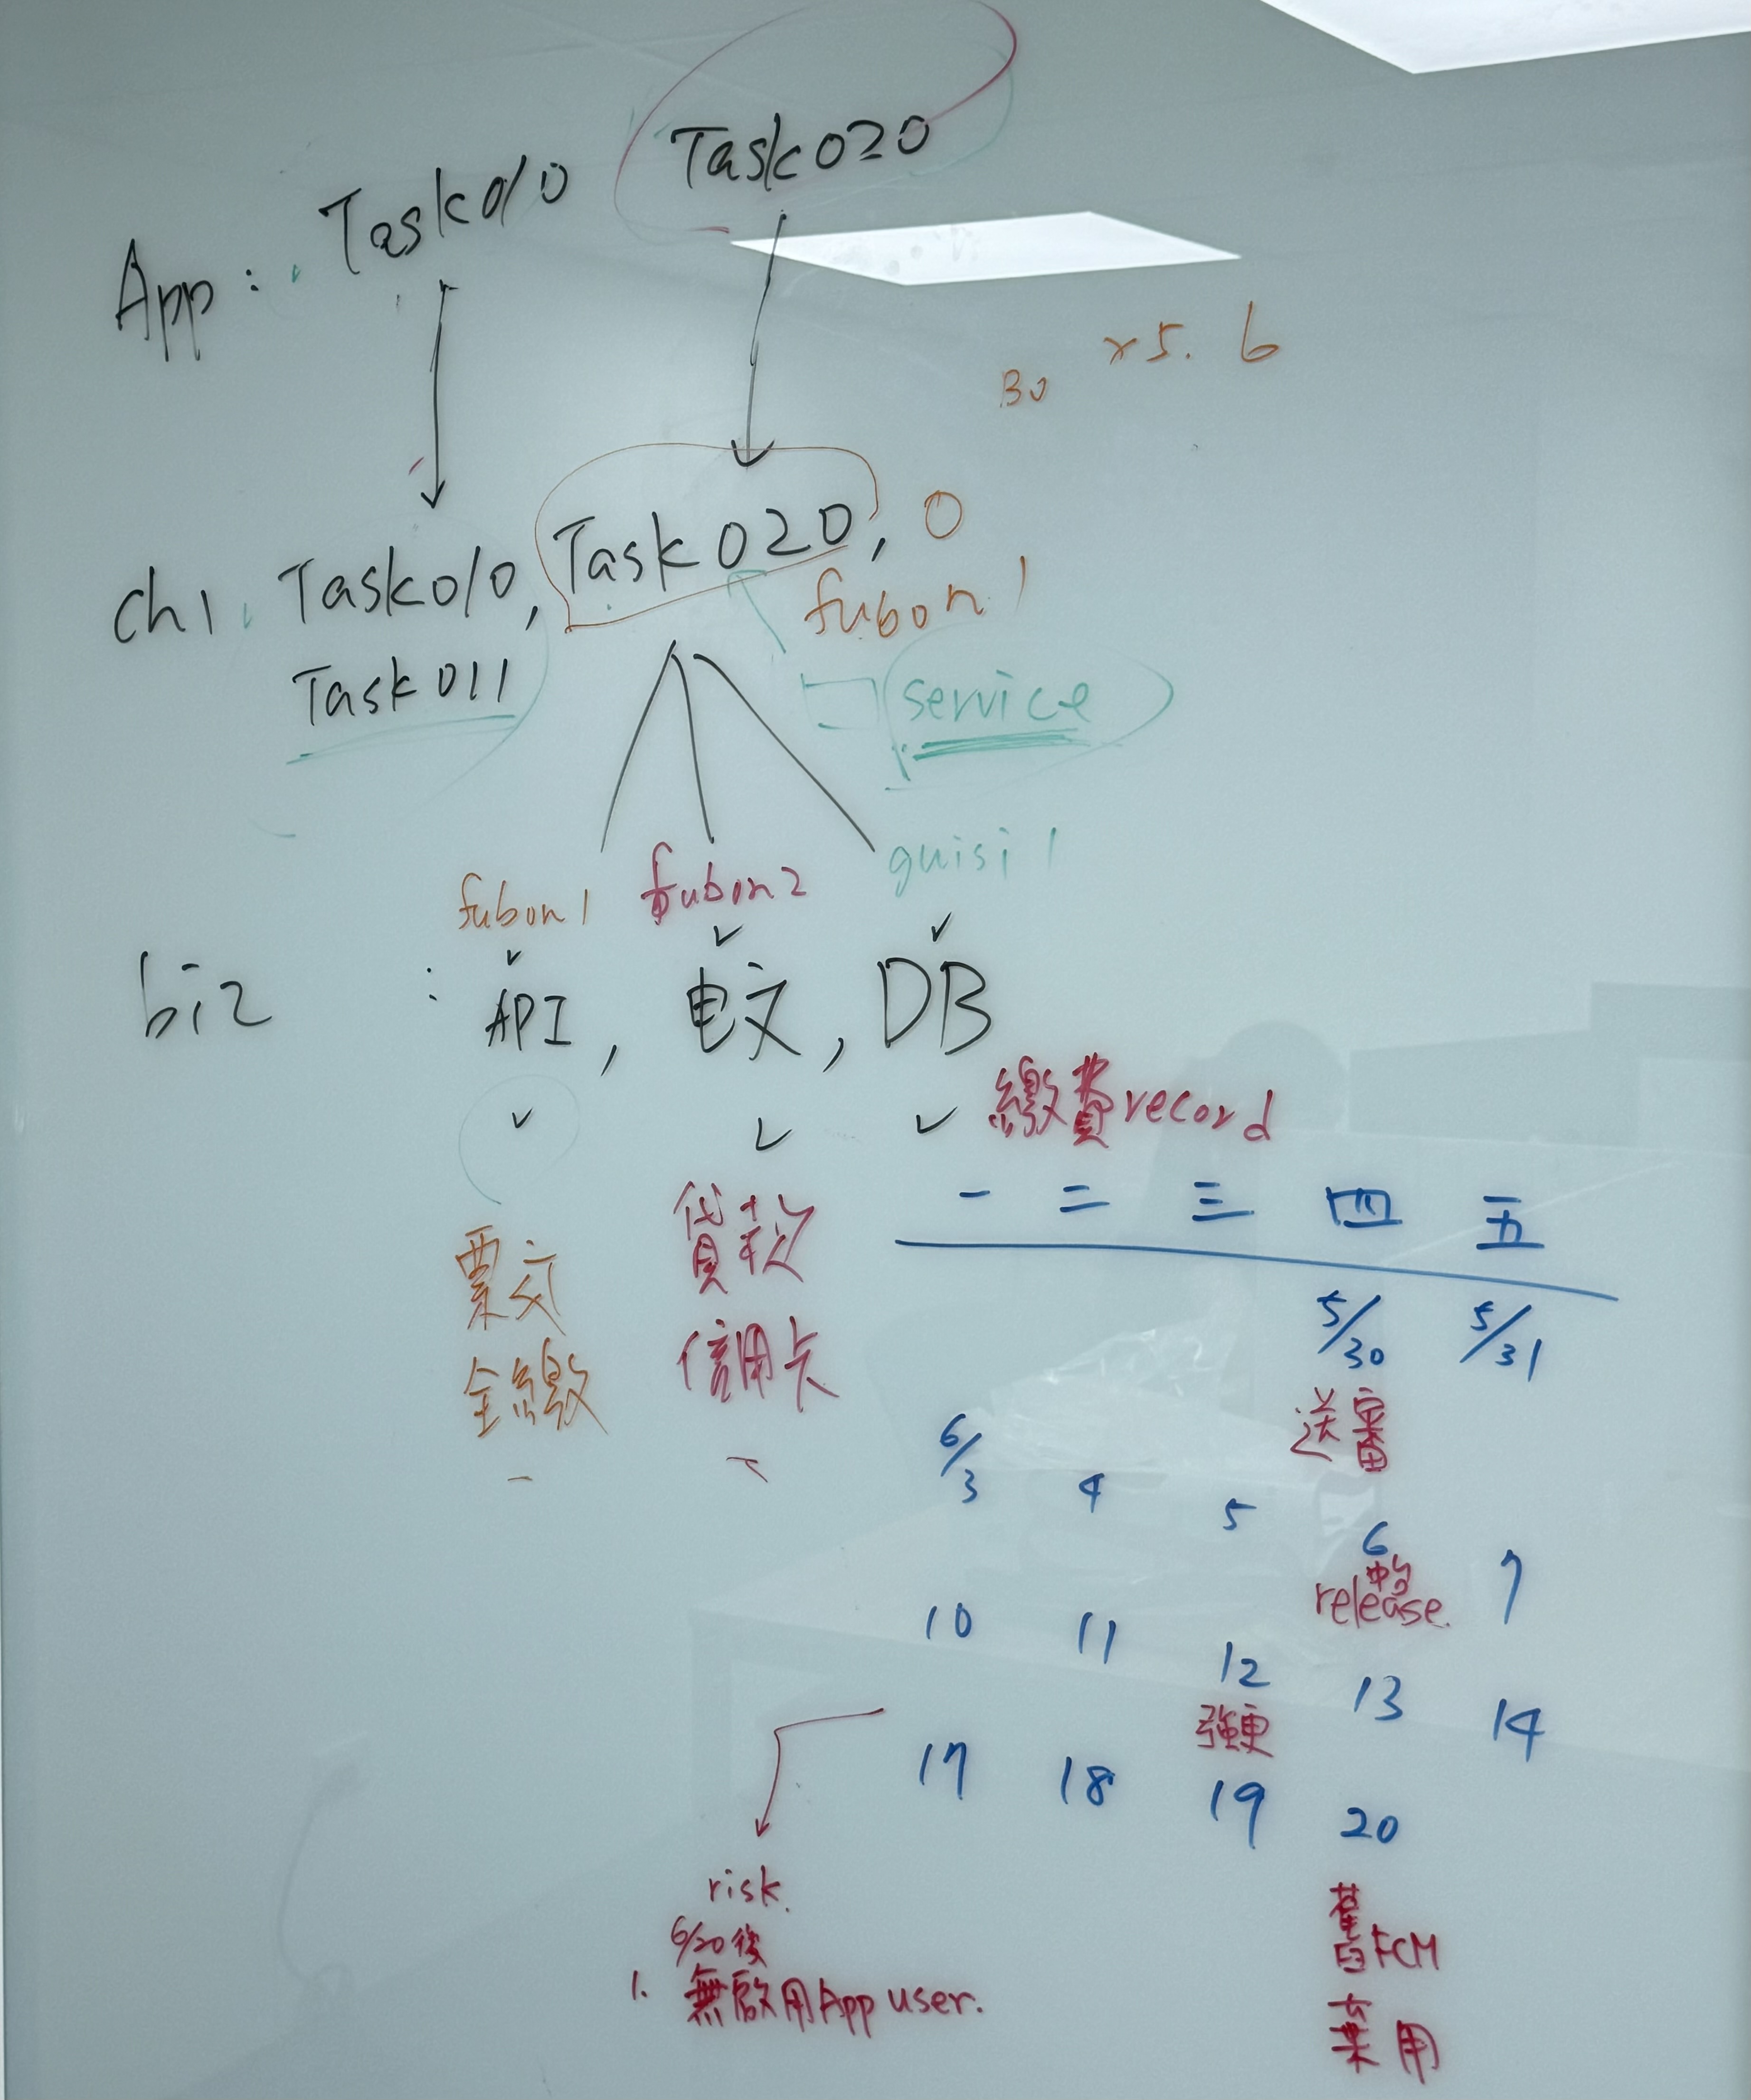 Task020
Task010
App :
x5. 6
30
ch1. Task010, Task020, 0
fubon1
Task011
service
guisi1
fubon1 fubon2
biz : API, 电文, DB
繳費record
一 二 三 四 五
票交 貸款
全繳 信用卡
5/30 5/31
送審
6/3 4 5 6 7
release.
10 11 12 13 14
強更
17 18 19 20
risk.
6/20後
1. 無啟用App user.
舊FCM
棄用